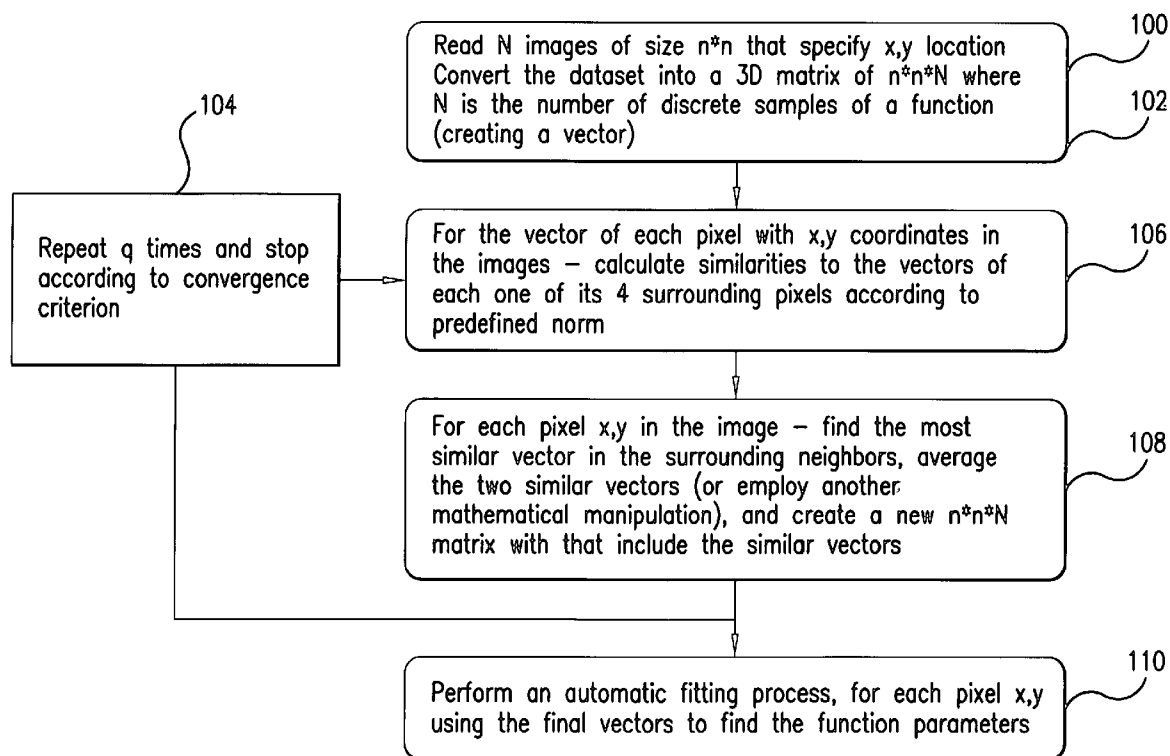 100
Read N images of size n*n that specify x,y location
Convert the dataset into a 3D matrix of n*n*N where
N is the number of discrete samples of a function
(creating a vector)
102
104
Repeat q times and stop
according to convergence
criterion
For the vector of each pixel with x,y coordinates in
the images – calculate similarities to the vectors of
each one of its 4 surrounding pixels according to
predefined norm
106
For each pixel x,y in the image – find the most
similar vector in the surrounding neighbors, average
the two similar vectors (or employ another
mathematical manipulation), and create a new n*n*N
matrix with that include the similar vectors
108
Perform an automatic fitting process, for each pixel x,y
using the final vectors to find the function parameters
110